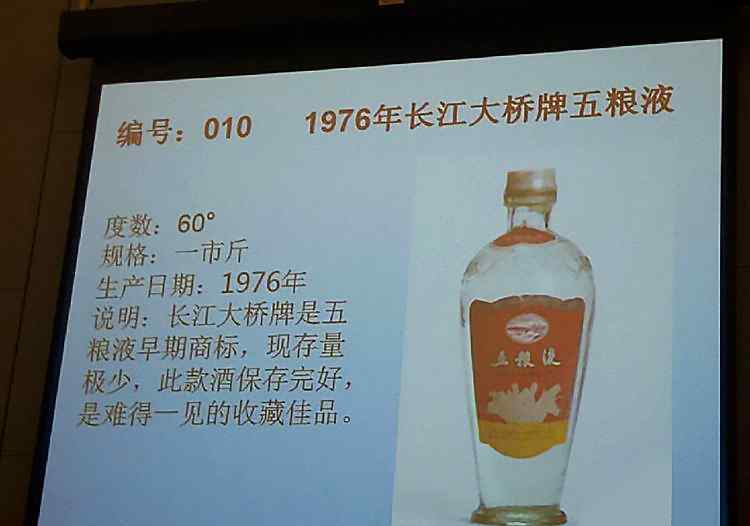 编号：010 1976年长江大桥牌五粮液
度数：60°
规格：一市斤
生产日期：1976年
说明：长江大桥牌是五
粮液早期商标，现存量
极少，此款酒保存完好，
是难得一见的收藏佳品。
五粮液